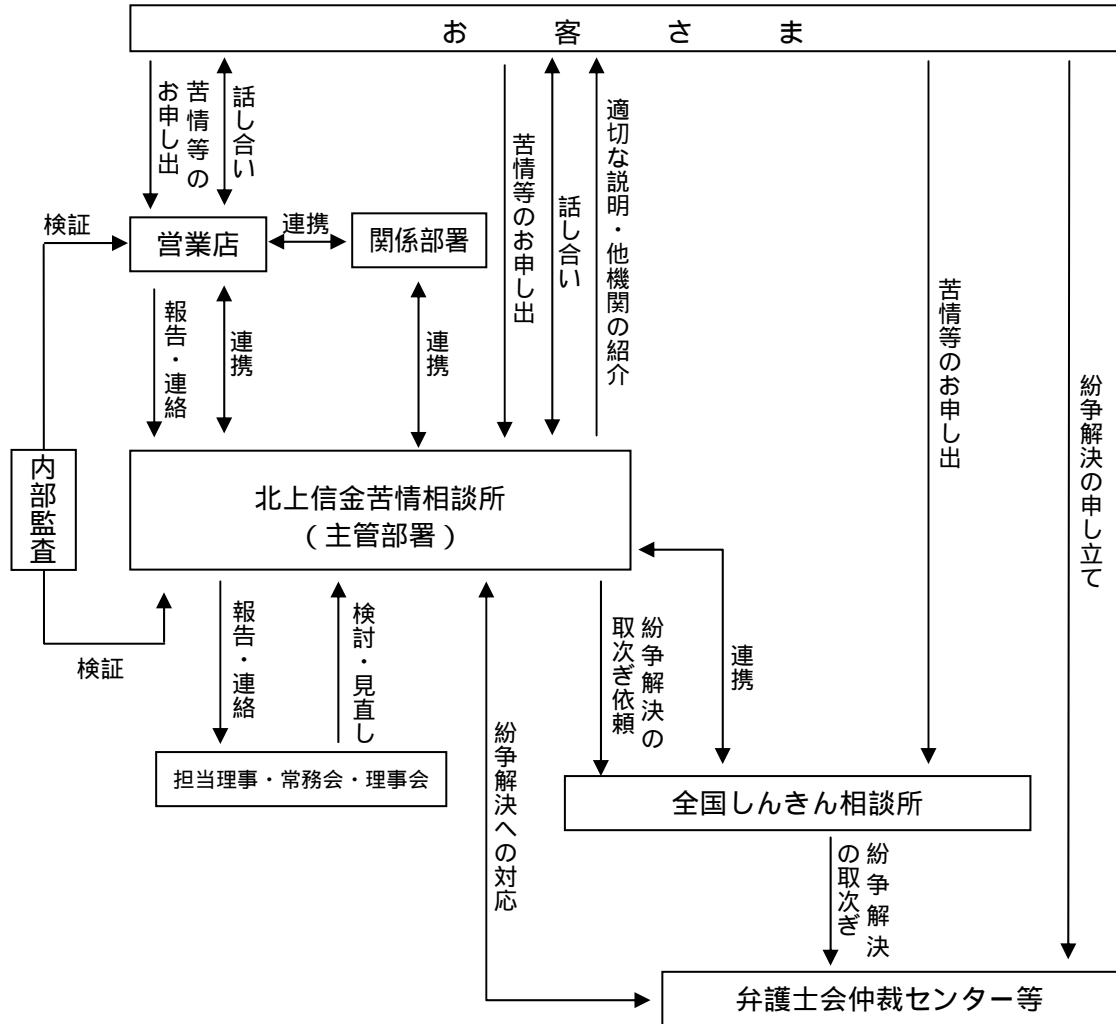 お客さま
苦情等の
お申し出
話し合い
苦情等のお申し出
話し合い
適切な説明・他機関の紹介
苦情等のお申し出
紛争解決の申し立て
検証
営業店
連携
関係部署
報告・連絡
連携
連携
内部監査
北上信金苦情相談所
（主管部署）
検証
報告・連絡
検討・見直し
紛争解決への対応
紛争解決の
取次ぎ依頼
連携
担当理事・常務会・理事会
全国しんきん相談所
紛争解決
の取次ぎ
弁護士会仲裁センター等